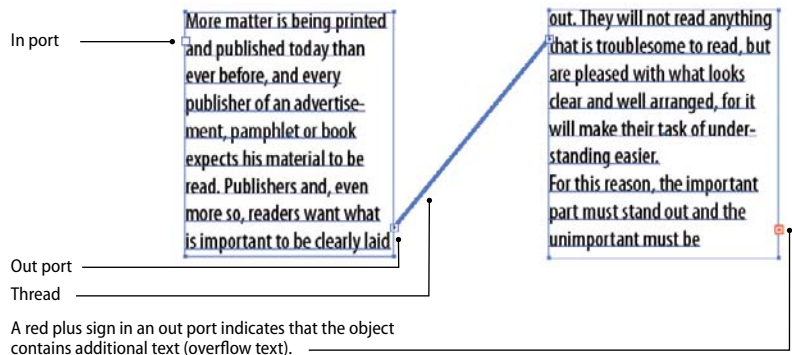 In port
More matter is being printed
and published today than
ever before, and every
publisher of an advertise-
ment, pamphlet or book
expects his material to be
read. Publishers and, even
more so, readers want what
is important to be clearly laid
out. They will not read anything
that is troublesome to read, but
are pleased with what looks
clear and well arranged, for it
will make their task of under-
standing easier.
For this reason, the important
part must stand out and the
unimportant must be
Out port
Thread
A red plus sign in an out port indicates that the object
contains additional text (overflow text).